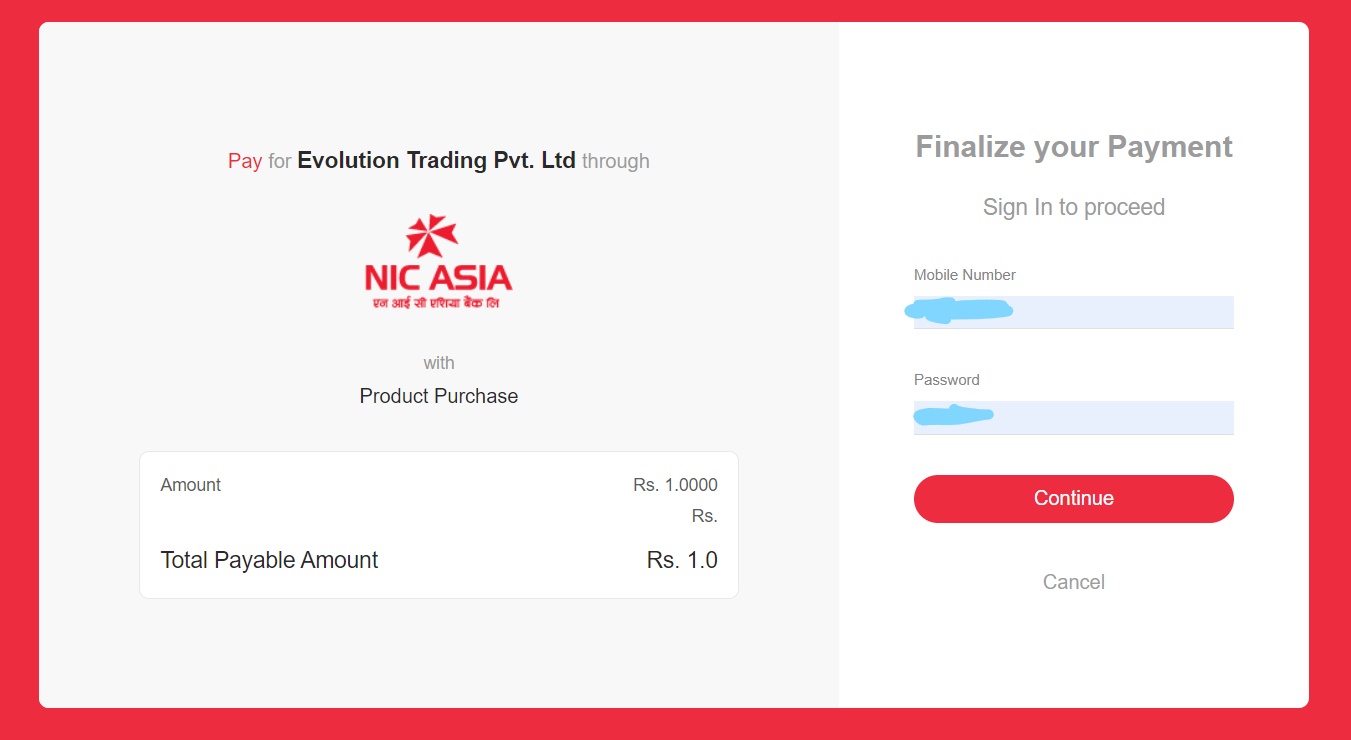 Pay for Evolution Trading Pvt. Ltd through
NIC ASIA
एन आई सी एशिया बैंक लि
with
Product Purchase
Amount Rs. 1.0000
Rs.
Total Payable Amount Rs. 1.0
Finalize your Payment
Sign In to proceed
Mobile Number
Password
Continue
Cancel